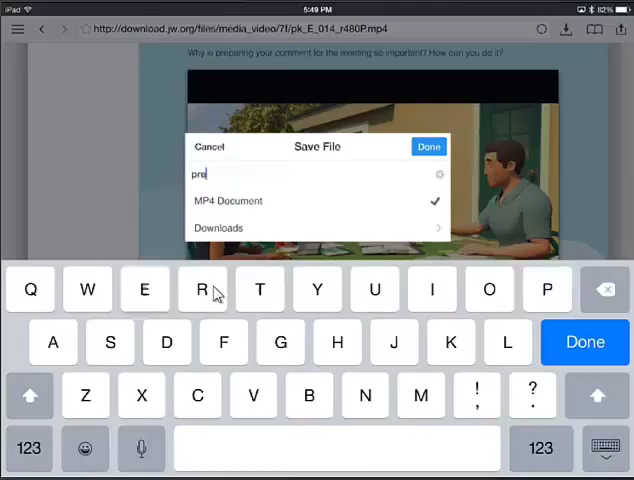 iPad
5:49 PM
82%
http://download.jw.org/files/media_video/7f/pk_E_014_r480P.mp4
Why is preparing your comment for the meeting so important? How can you do it?
Cancel Save File Done
pre
MP4 Document
Downloads
Q W E R T Y U I O P
A S D F G H J K L Done
Z X C V B N M ! , ? .
123 123